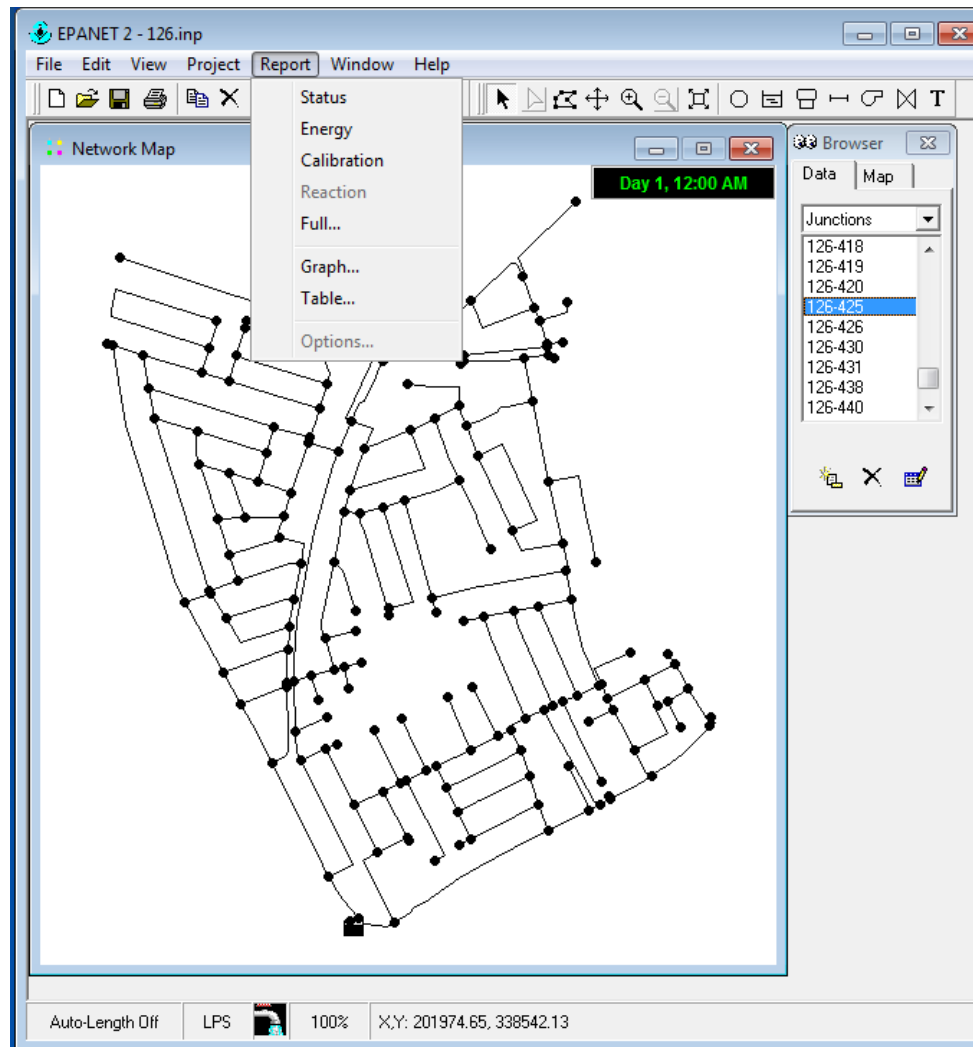 EPANET 2 - 126.inp
File Edit View Project Report Window Help
T
Status
Energy
Calibration
Reaction
Full...
Graph...
Table...
Options...
Network Map
Day 1, 12:00 AM
Browser
Data Map
Junctions
126-418
126-419
126-420
126-425
126-426
126-430
126-431
126-438
126-440
Auto-Length Off LPS 100% X,Y: 201974.65, 338542.13